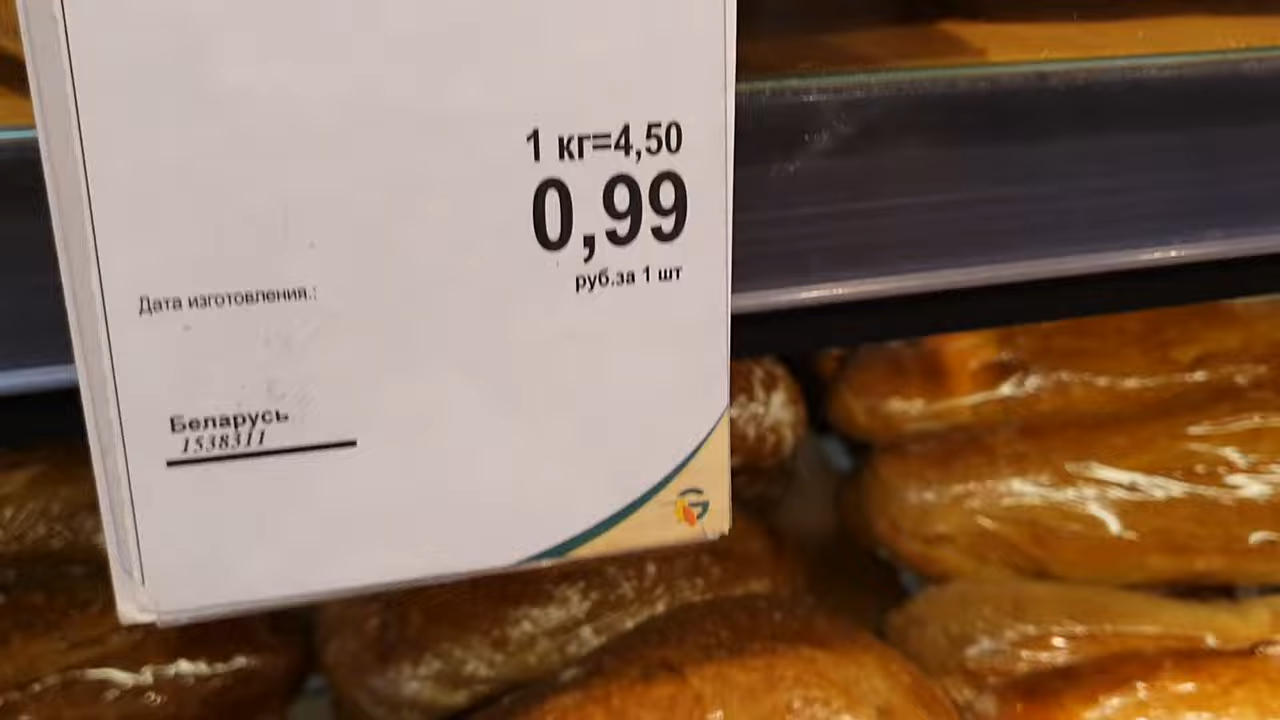 1 кг=4,50
0,99
руб.за 1 шт
Дата изготовления.:
Беларусь
1538311